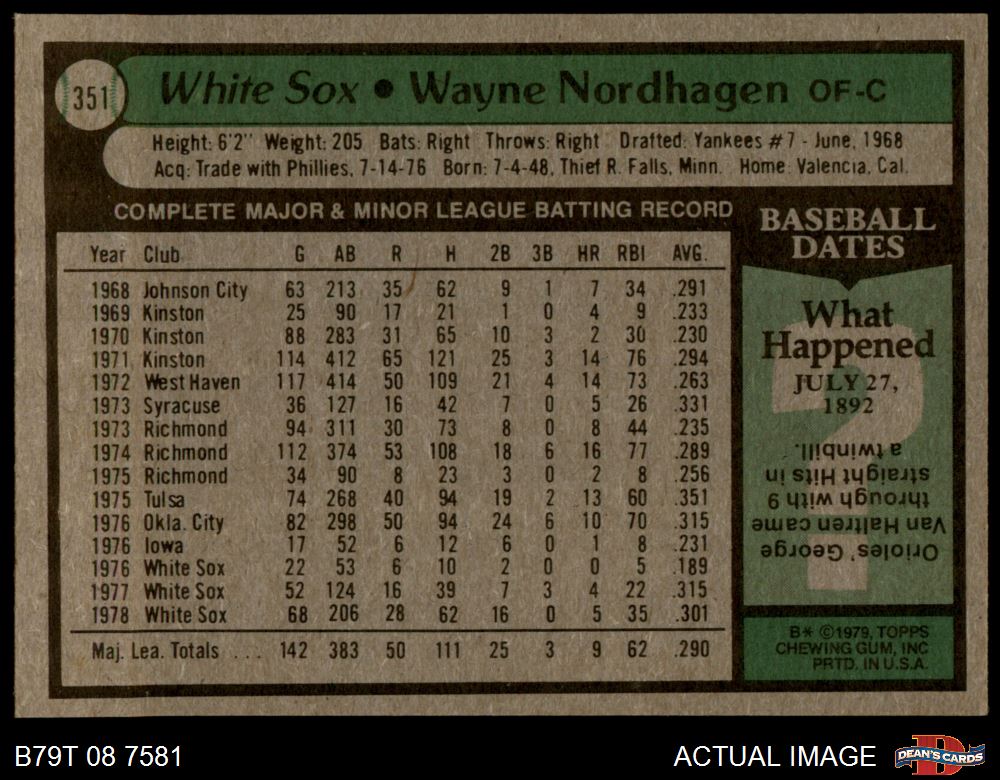 351
White Sox • Wayne Nordhagen OF-C
Height: 6'2'' Weight: 205 Bats: Right Throws: Right Drafted: Yankees #7 - June, 1968
Acq: Trade with Phillies, 7-14-76 Born: 7-4-48, Thief R. Falls, Minn. Home: Valencia, Cal.
COMPLETE MAJOR & MINOR LEAGUE BATTING RECORD
Year Club G AB R H 2B 3B HR RBI AVG.
1968 Johnson City 63 213 35 62 9 1 7 34 .291
1969 Kinston 25 90 17 21 1 0 4 9 .233
1970 Kinston 88 283 31 65 10 3 2 30 .230
1971 Kinston 114 412 65 121 25 3 14 76 .294
1972 West Haven 117 414 50 109 21 4 14 73 .263
1973 Syracuse 36 127 16 42 7 0 5 26 .331
1973 Richmond 94 311 30 73 8 0 8 44 .235
1974 Richmond 112 374 53 108 18 6 16 77 .289
1975 Richmond 34 90 8 23 3 0 2 8 .256
1975 Tulsa 74 268 40 94 19 2 13 60 .351
1976 Okla. City 82 298 50 94 24 6 10 70 .315
1976 Iowa 17 52 6 12 6 0 1 8 .231
1976 White Sox 22 53 6 10 2 0 0 5 .189
1977 White Sox 52 124 16 39 7 3 4 22 .315
1978 White Sox 68 206 28 62 16 0 5 35 .301
Maj. Lea. Totals . . . 142 383 50 111 25 3 9 62 .290
BASEBALL
DATES
What
Happened
JULY 27,
1892
Orioles' George
Van Haltren came
through with 9
straight Hits in
a twinbill.
B* ©1979, TOPPS
CHEWING GUM, INC
PRTD. IN U.S.A.
B79T 08 7581
ACTUAL IMAGE
D
DEAN'S CARDS